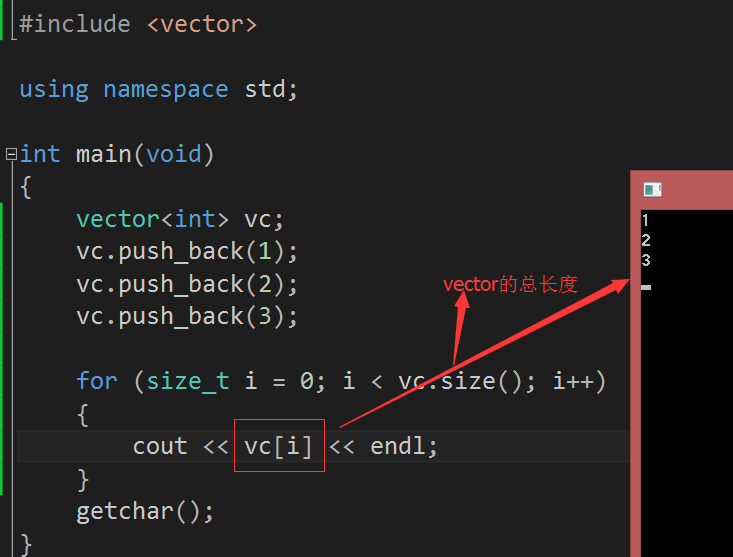 #include <vector>
using namespace std;
int main(void)
{
vector<int> vc;
vc.push_back(1);
vc.push_back(2);
vc.push_back(3);
vector的总长度
for (size_t i = 0; i < vc.size(); i++)
{
cout << vc[i] << endl;
}
getchar();
}
1
2
3